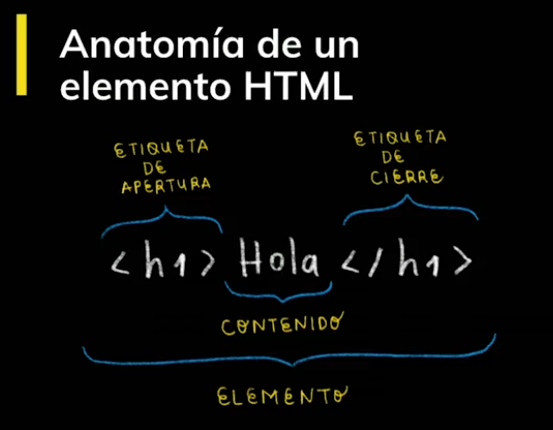 Anatomía de un
elemento HTML
ETIQUETA
DE
APERTURA
ETIQUETA
DE
CIERRE
<h1> Hola </h1>
CONTENIDO
ELEMENTO